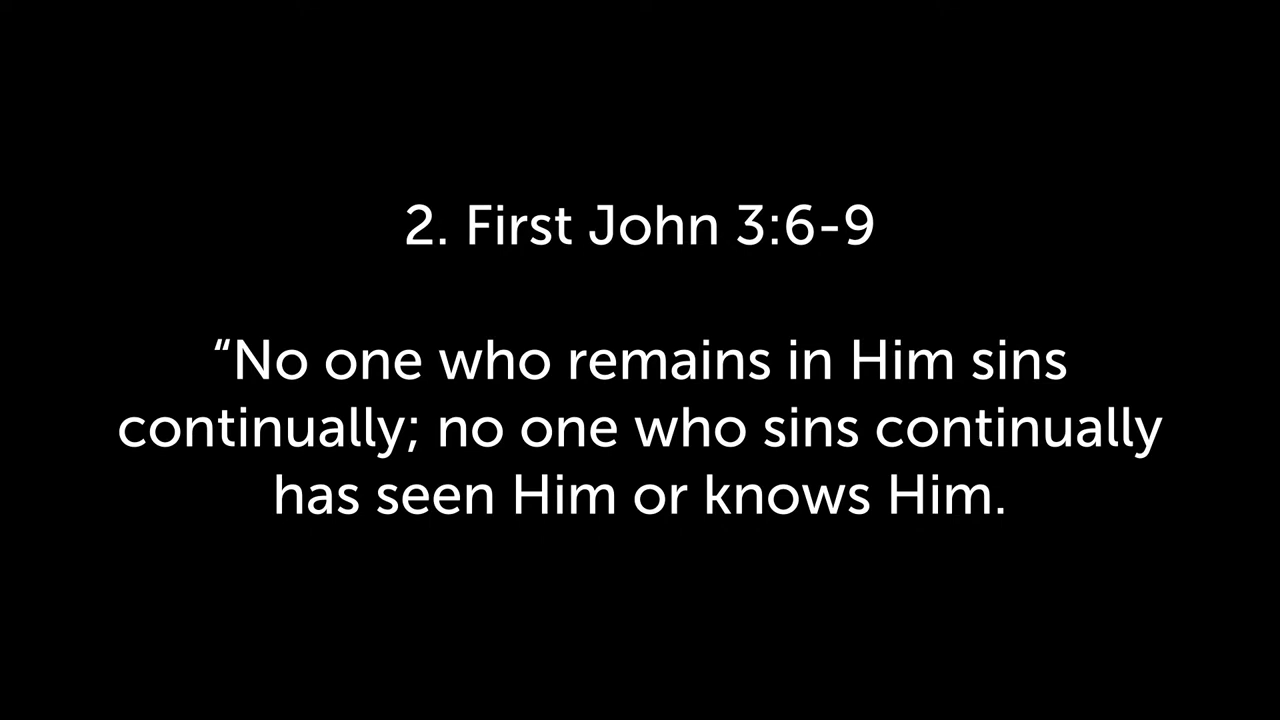 2. First John 3:6-9
“No one who remains in Him sins
continually; no one who sins continually
has seen Him or knows Him.